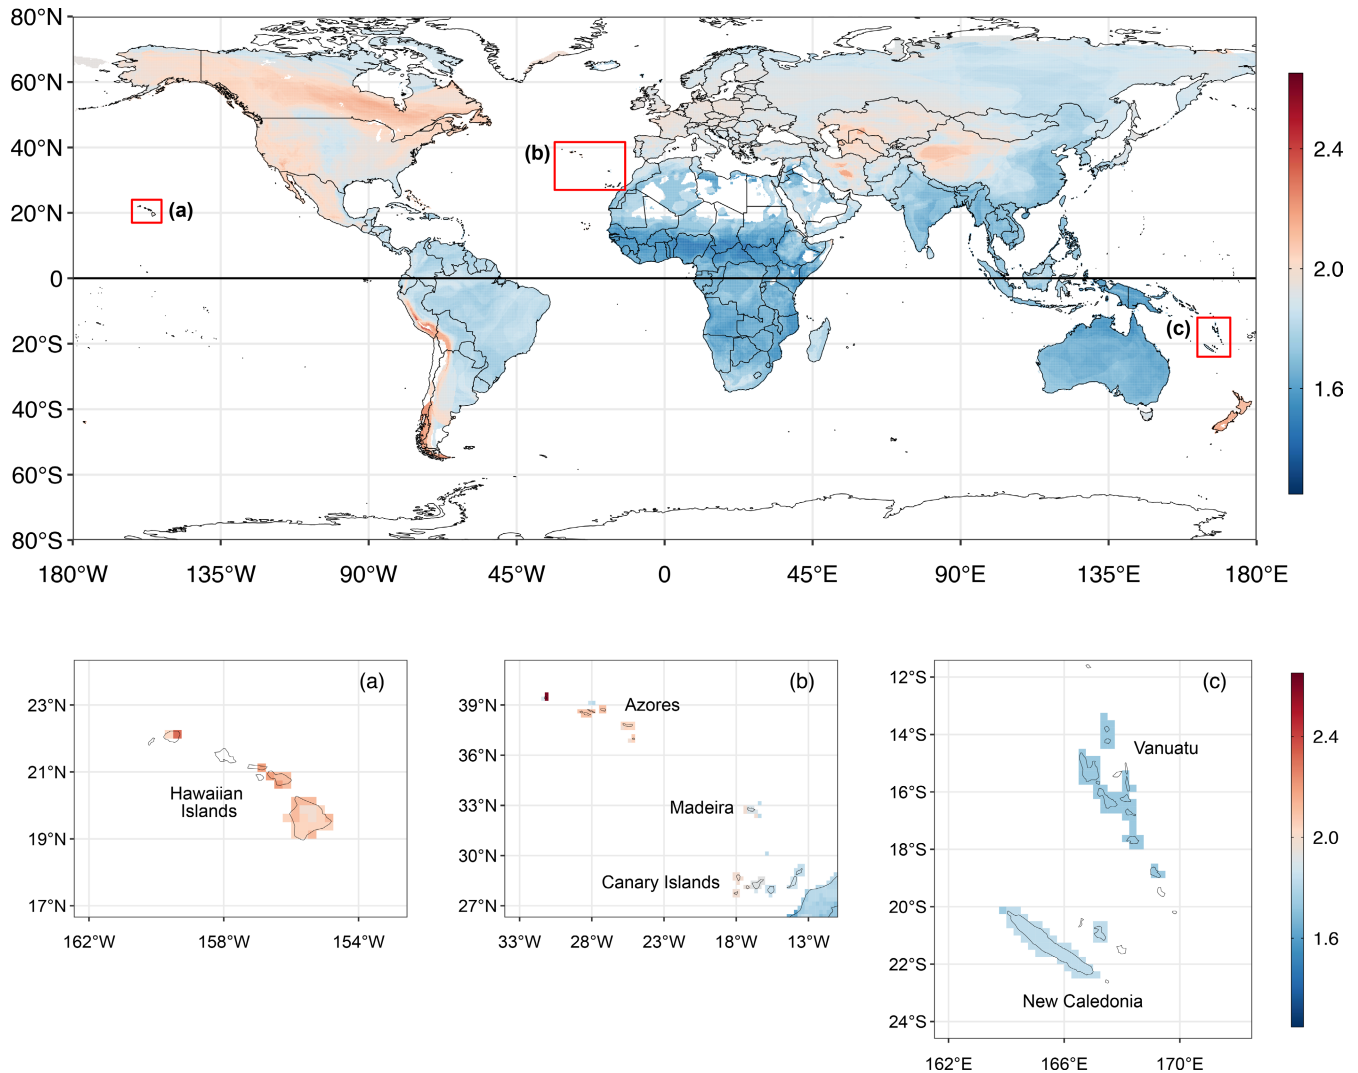 80°N
60°N
40°N
20°N
0
20°S
40°S
60°S
80°S
(a)
(b)
(c)
180°W 135°W 90°W 45°W 0 45°E 90°E 135°E 180°E
2.4
2.0
1.6
(a)
23°N
21°N
19°N
17°N
Hawaiian
Islands
162°W 158°W 154°W
(b)
39°N
36°N
33°N
30°N
27°N
Azores
Madeira
Canary Islands
33°W 28°W 23°W 18°W 13°W
(c)
12°S
14°S
16°S
18°S
20°S
22°S
24°S
Vanuatu
New Caledonia
162°E 166°E 170°E
2.4
2.0
1.6